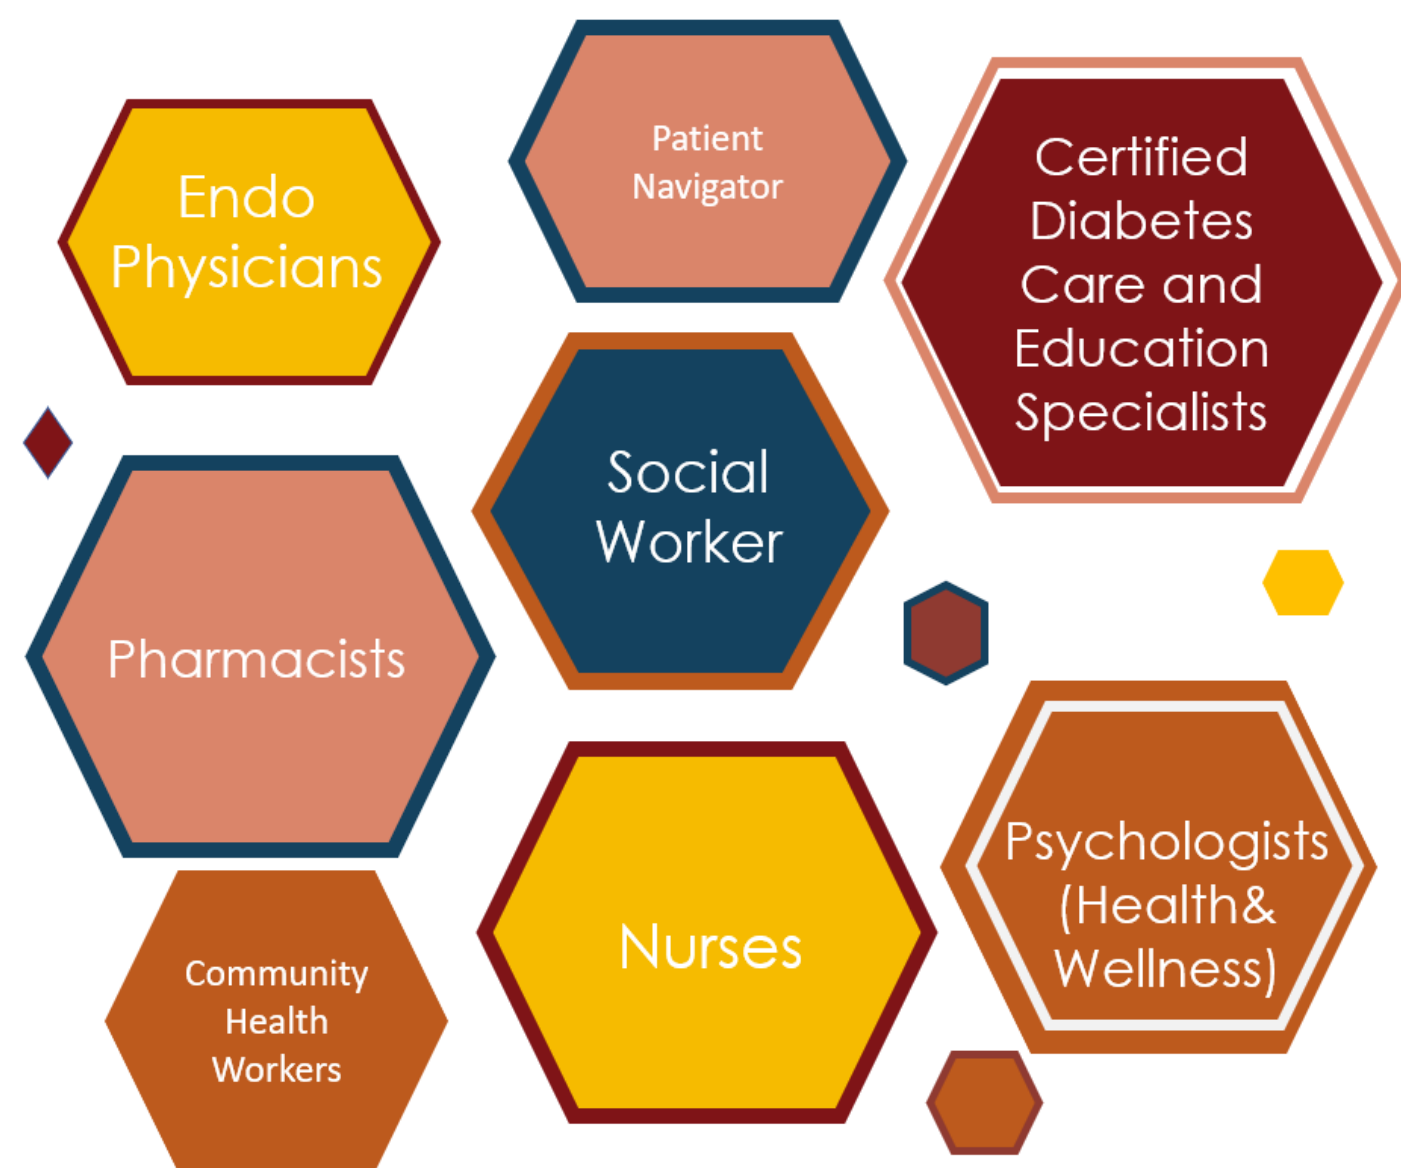 Endo
Physicians
Patient
Navigator
Certified
Diabetes
Care and
Education
Specialists
Social
Worker
Pharmacists
Psychologists
(Health&
Wellness)
Nurses
Community
Health
Workers